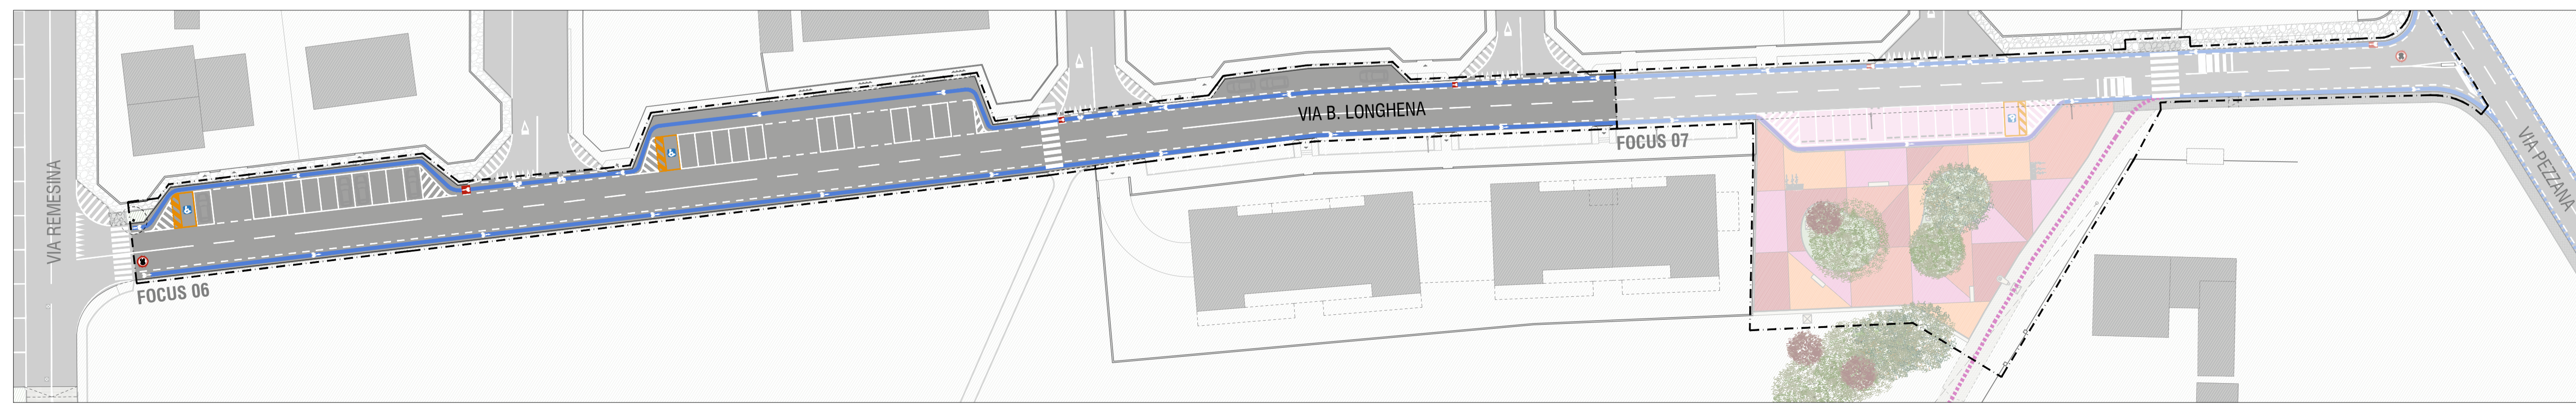 VIA REMESINA
FOCUS 06
VIA B. LONGHENA
FOCUS 07
VIA PEZZANA